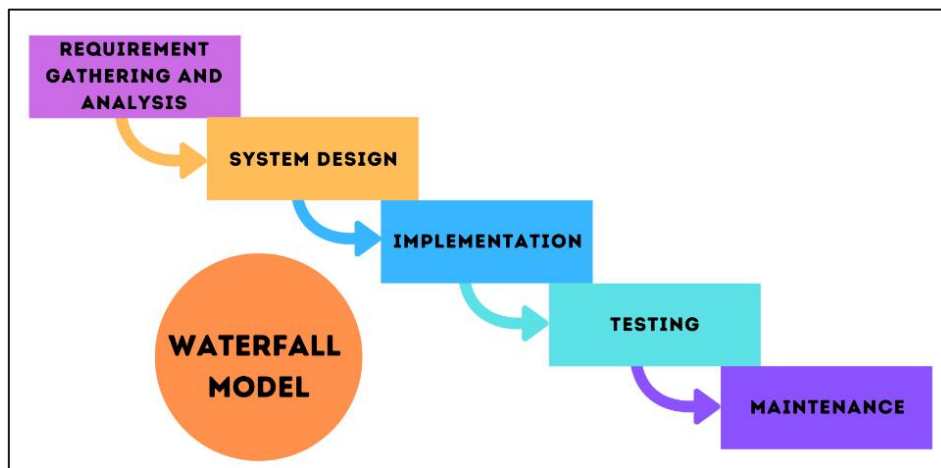 REQUIREMENT
GATHERING AND
ANALYSIS
SYSTEM DESIGN
IMPLEMENTATION
TESTING
MAINTENANCE
WATERFALL
MODEL